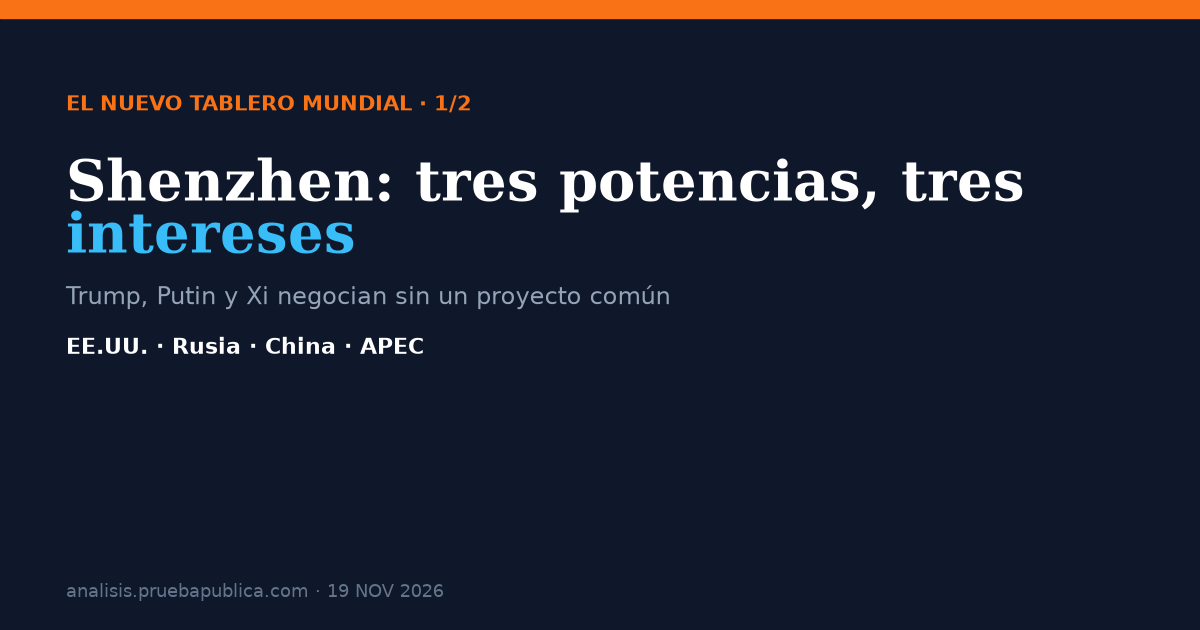 EL NUEVO TABLERO MUNDIAL · 1/2
Shenzhen: tres potencias, tres
intereses
Trump, Putin y Xi negocian sin un proyecto común
EE.UU. · Rusia · China · APEC
analisis.pruebapublica.com · 19 NOV 2026